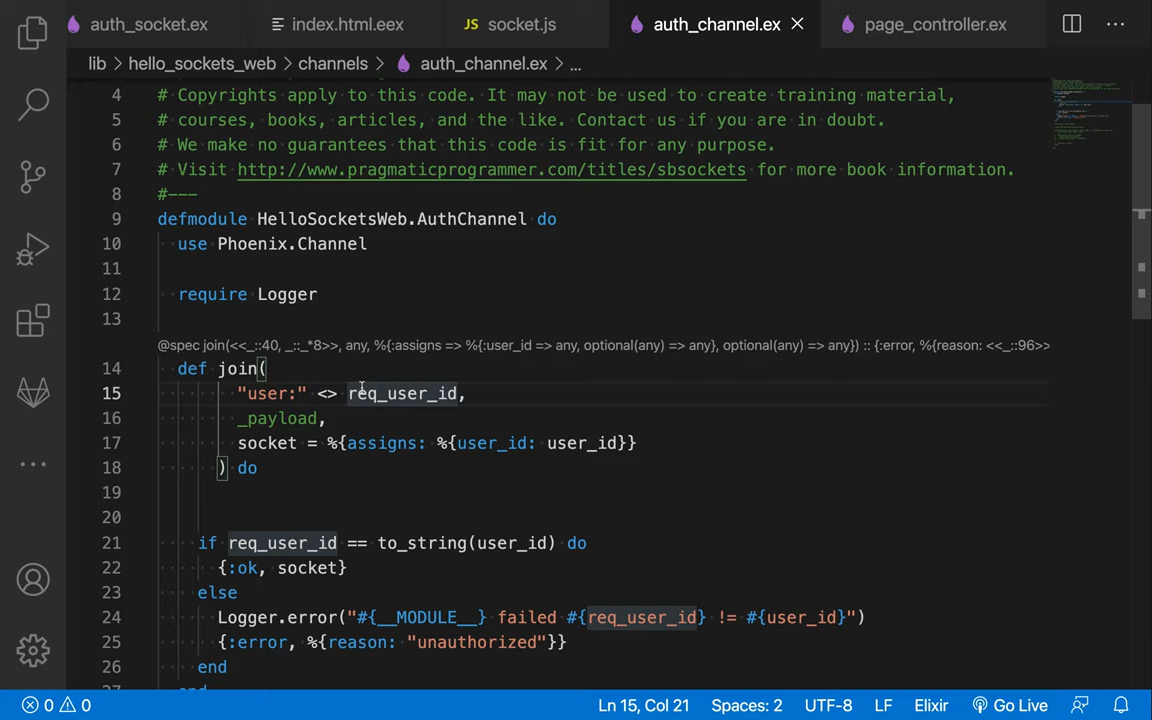 auth_socket.ex index.html.eex JS socket.js auth_channel.ex page_controller.ex
lib > hello_sockets_web > channels > auth_channel.ex > ...
4 # Copyrights apply to this code. It may not be used to create training material,
5 # courses, books, articles, and the like. Contact us if you are in doubt.
6 # We make no guarantees that this code is fit for any purpose.
7 # Visit http://www.pragmaticprogrammer.com/titles/sbsockets for more book information.
8 #---
9 defmodule HelloSocketsWeb.AuthChannel do
10 use Phoenix.Channel
11
12 require Logger
13
@spec join(<<_::40, _::_*8>>, any, %{:assigns => %{:user_id => any, optional(any) => any}, optional(any) => any}) :: {:error, %{reason: <<_::96>>
14 def join(
15 "user:" <> req_user_id,
16 _payload,
17 socket = %{assigns: %{user_id: user_id}}
18 ) do
19
20
21 if req_user_id == to_string(user_id) do
22 {:ok, socket}
23 else
24 Logger.error("#{__MODULE__} failed #{req_user_id} != #{user_id}")
25 {:error, %{reason: "unauthorized"}}
26 end
0 0 Ln 15, Col 21 Spaces: 2 UTF-8 LF Elixir Go Live